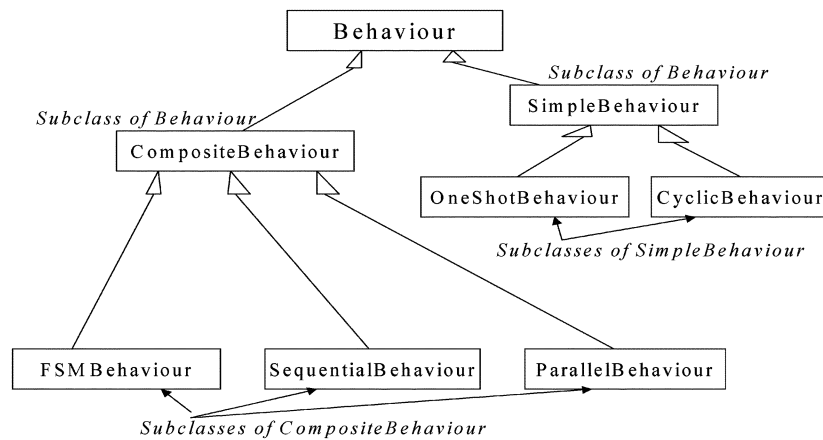 Behaviour
Subclass of Behaviour
SimpleBehaviour
Subclass of Behaviour
CompositeBehaviour
OneShotBehaviour
CyclicBehaviour
Subclasses of SimpleBehaviour
FSMBehaviour
SequentialBehaviour
ParallelBehaviour
Subclasses of CompositeBehaviour